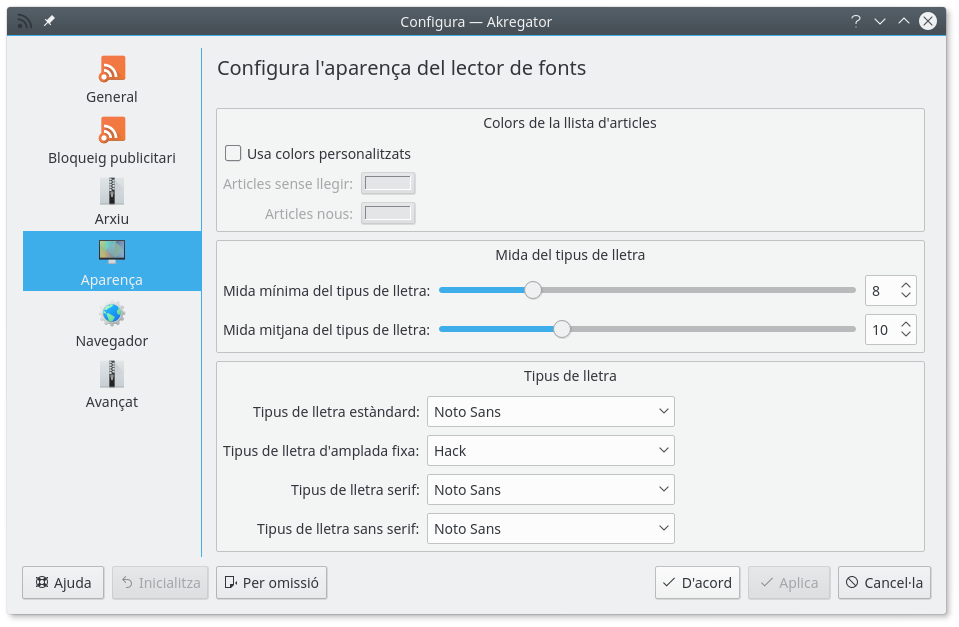 Configura — Akregator
General
Bloqueig publicitari
Arxiu
Aparença
Navegador
Avançat
Configura l'aparença del lector de fonts
Colors de la llista d'articles
Usa colors personalitzats
Articles sense llegir:
Articles nous:
Mida del tipus de lletra
Mida mínima del tipus de lletra: 8
Mida mitjana del tipus de lletra: 10
Tipus de lletra
Tipus de lletra estàndard: Noto Sans
Tipus de lletra d'amplada fixa: Hack
Tipus de lletra serif: Noto Sans
Tipus de lletra sans serif: Noto Sans
Ajuda Inicialitza Per omissió D'acord Aplica Cancel·la